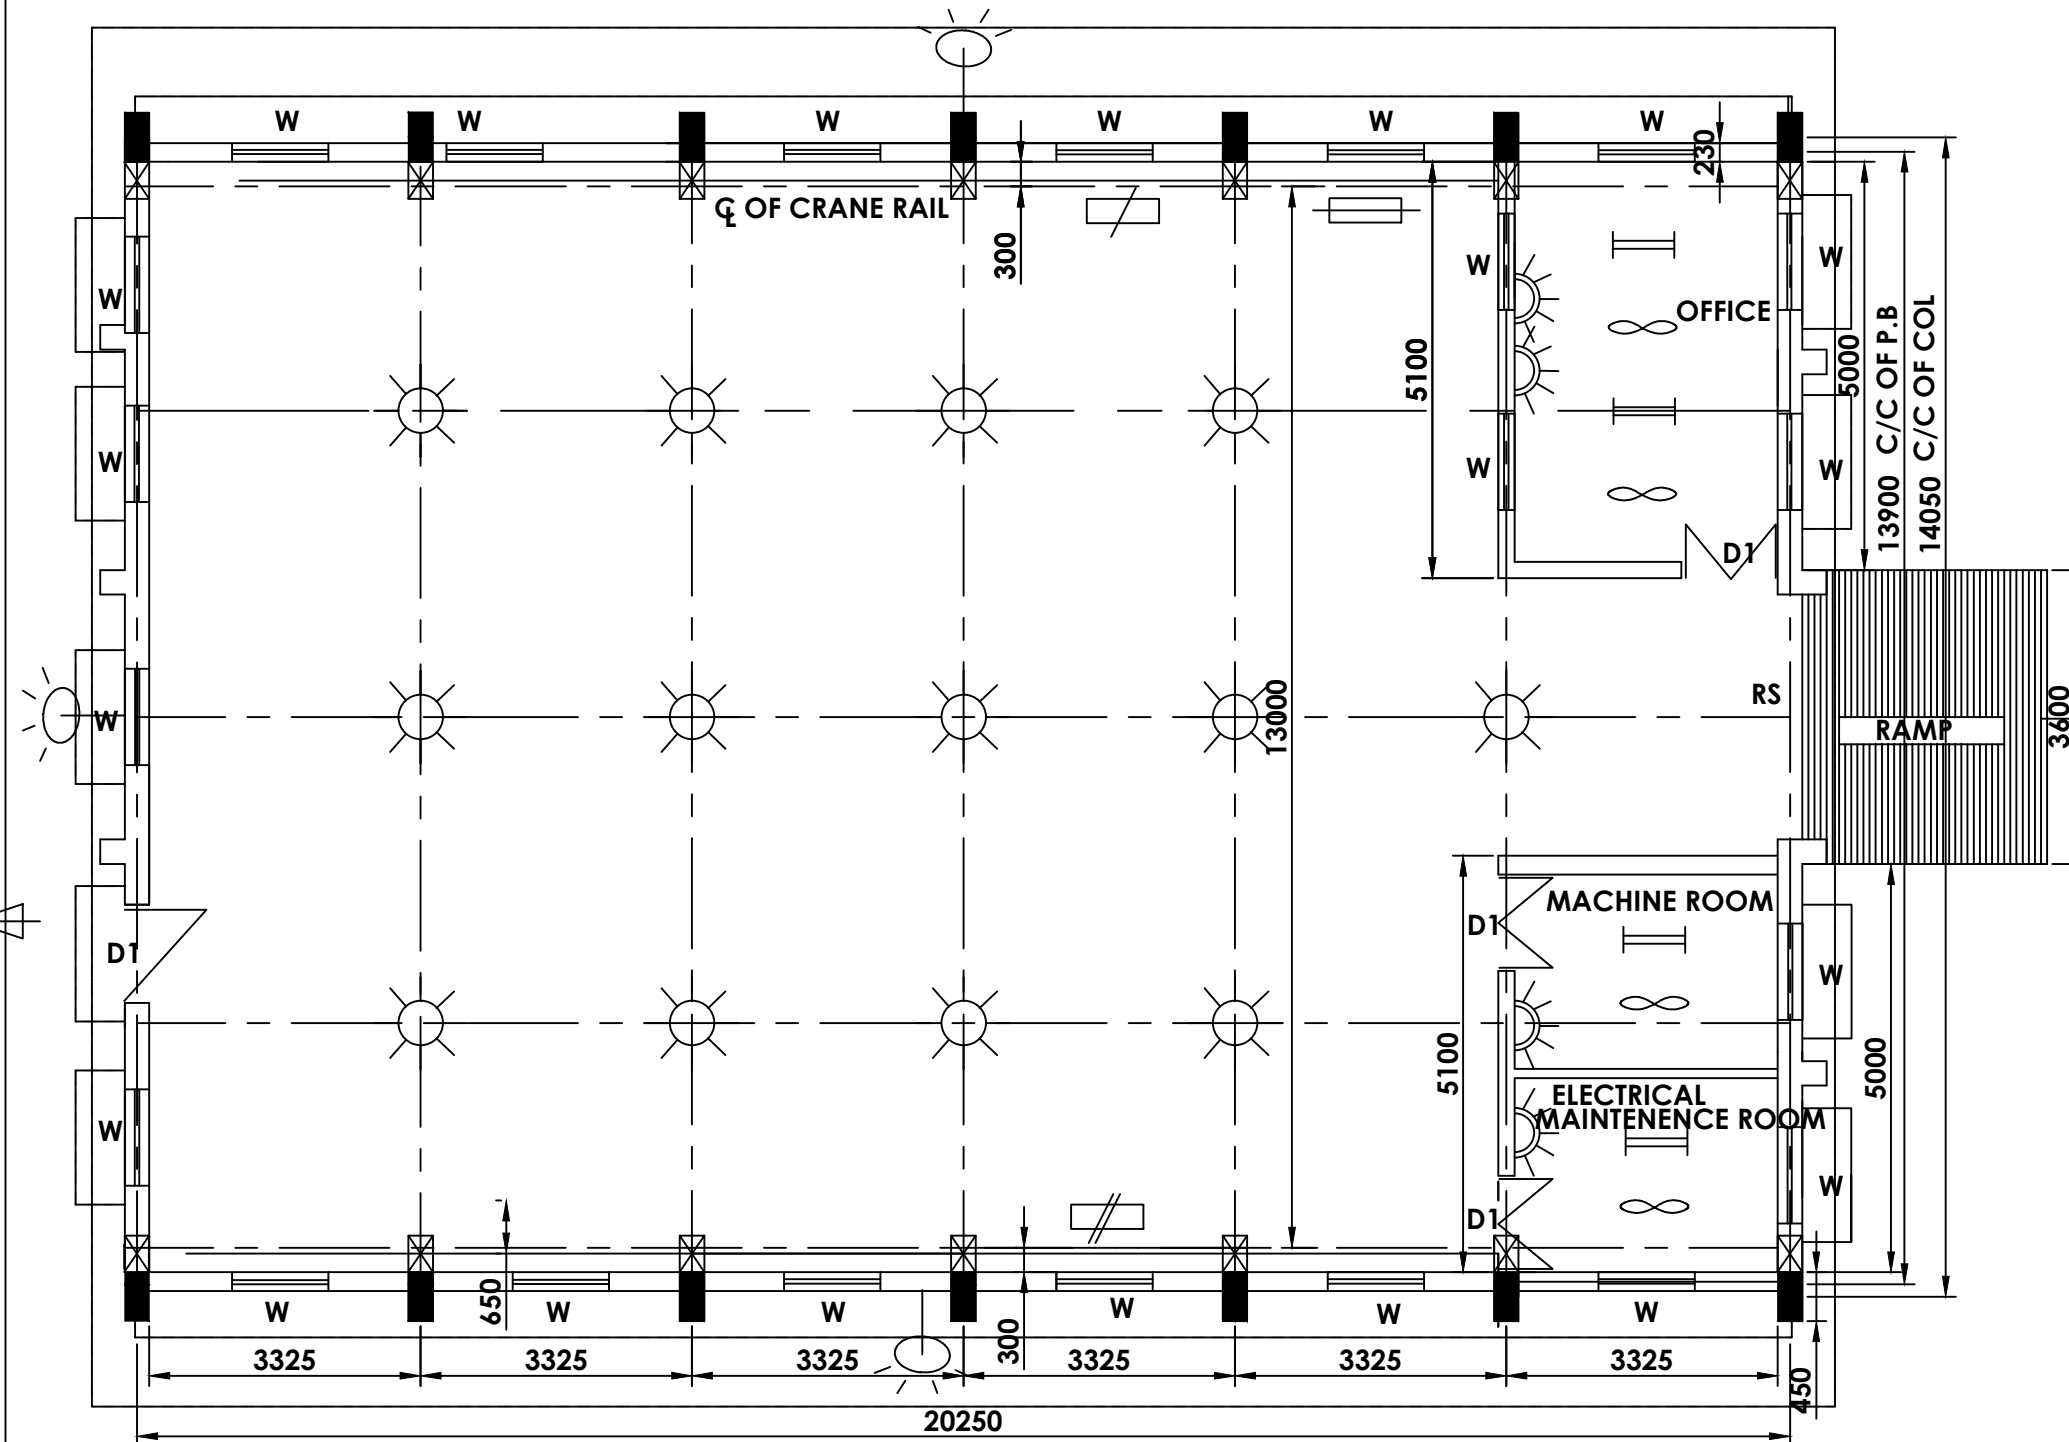 W W W W W W
230
℄ OF CRANE RAIL
300
W
W
W
OFFICE
5100
5000
13900 C/C OF P.B
14050 C/C OF COL
W
W
W
D1
RS
W
13000
RAMP
3600
MACHINE ROOM
D1
D1
W
5100
5000
ELECTRICAL
MAINTENENCE ROOM
W
W
D1
650
300
W W W W W W
3325 3325 3325 3325 3325 3325
450
20250